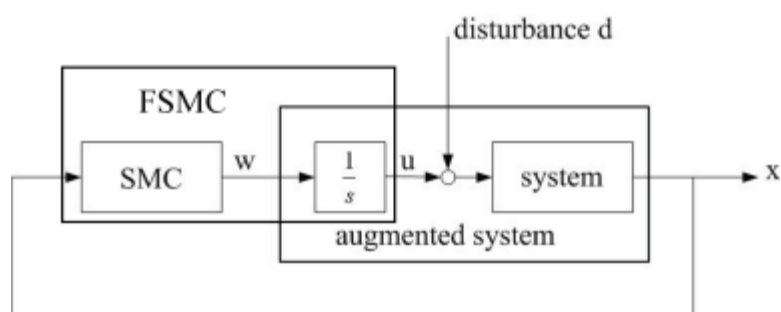 disturbance d
FSMC
SMC
w
1
s
u
system
x
augmented system